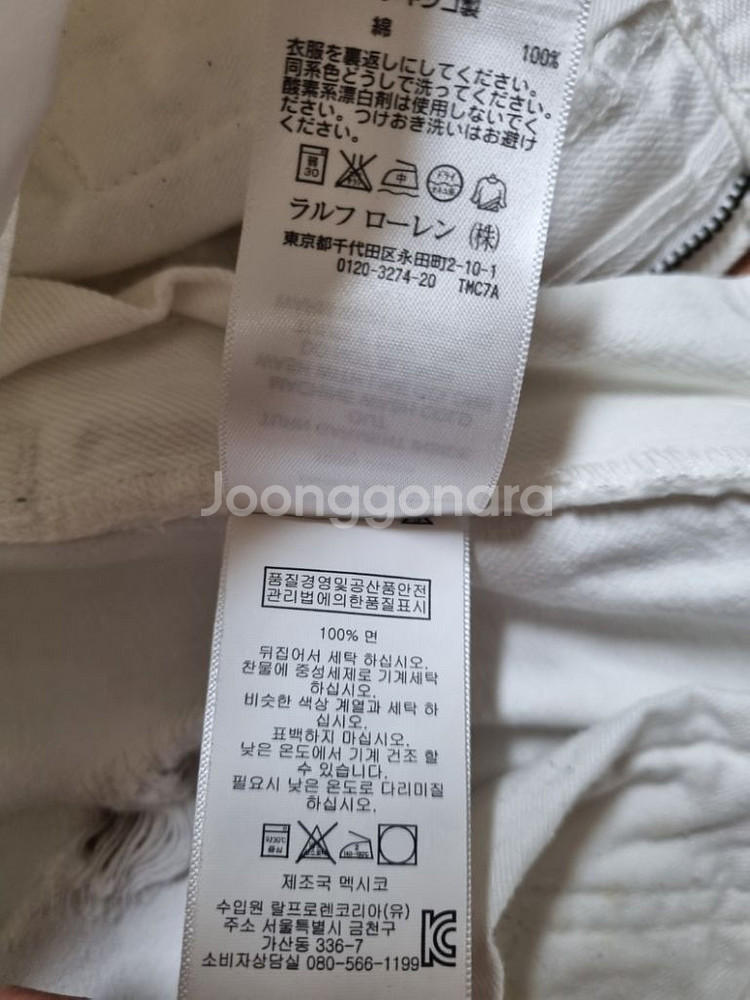 キシコ製
綿 100%
衣服を裏返しにしてください。
同系色どうしで洗ってください。
酸素系漂白剤は使用しないでく
ださい。つけおき洗いはお避け
ください。
弱 30 中 ドライ
ラルフ ローレン (株)
東京都千代田区永田町2-10-1
0120-3274-20 TMC7A
Joonggonara
품질경영및공산품안전
관리법에의한품질표시
100% 면
뒤집어서 세탁 하십시오.
찬물에 중성세제로 기계세탁
하십시오.
비슷한 색상 계열과 세탁 하
십시오.
표백하지 마십시오.
낮은 온도에서 기계 건조 할
수 있습니다.
필요시 낮은 온도로 다리미질
하십시오.
제조국 멕시코
수입원 랄프로렌코리아(유)
주소 서울특별시 금천구
가산동 336-7
소비자상담실 080-566-1199